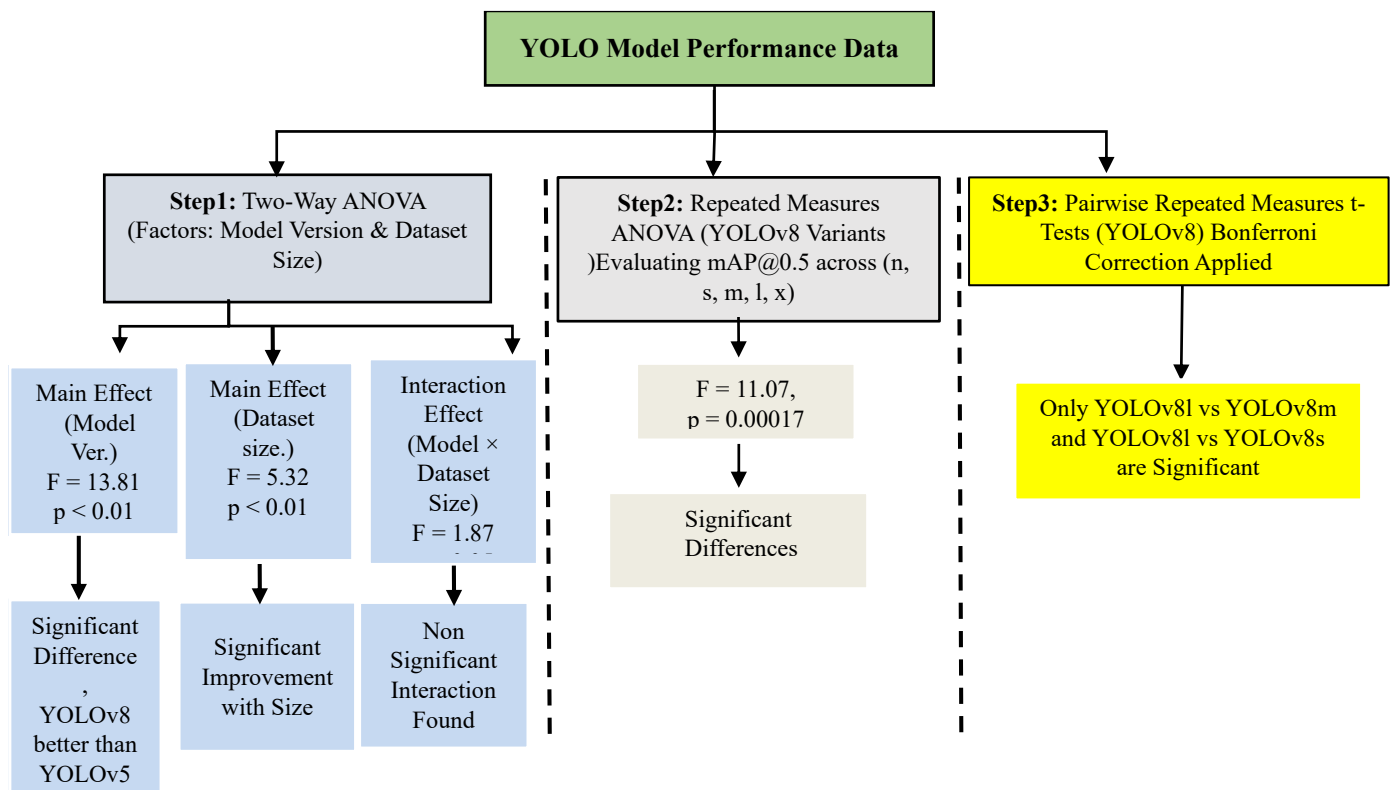 YOLO Model Performance Data
Step1: Two-Way ANOVA
(Factors: Model Version & Dataset
Size)
Step2: Repeated Measures
ANOVA (YOLOv8 Variants
)Evaluating mAP@0.5 across (n,
s, m, l, x)
Step3: Pairwise Repeated Measures t-
Tests (YOLOv8) Bonferroni
Correction Applied
Main Effect
(Model
Ver.)
F = 13.81
p < 0.01
Main Effect
(Dataset
size.)
F = 5.32
p < 0.01
Interaction
Effect
(Model ×
Dataset
Size)
F = 1.87
F = 11.07,
p = 0.00017
Only YOLOv8l vs YOLOv8m
and YOLOv8l vs YOLOv8s
are Significant
Significant
Difference
,
YOLOv8
better than
YOLOv5
Significant
Improvement
with Size
Non
Significant
Interaction
Found
Significant
Differences